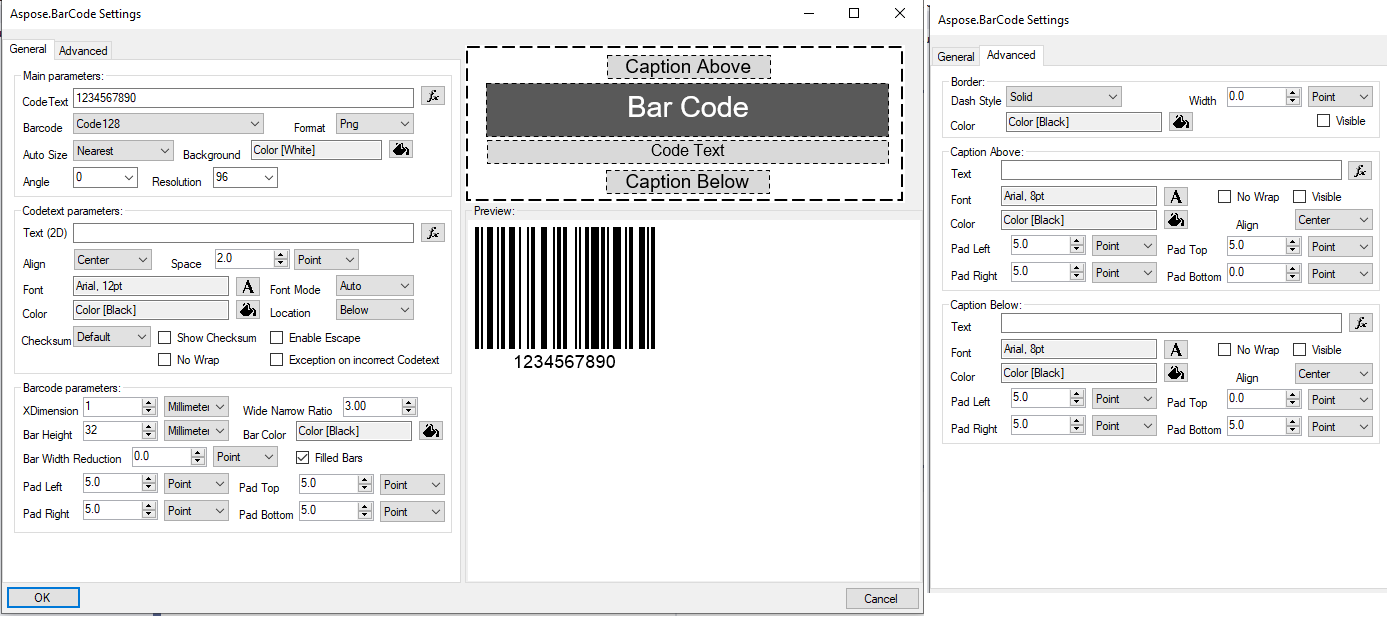 Aspose.BarCode Settings
General Advanced
Main parameters:
CodeText 1234567890 fx
Barcode Code128 Format Png
Auto Size Nearest Background Color [White]
Angle 0 Resolution 96
Codetext parameters:
Text (2D) fx
Align Center Space 2.0 Point
Font Arial, 12pt A Font Mode Auto
Color Color [Black] Location Below
Checksum Default Show Checksum Enable Escape
No Wrap Exception on incorrect Codetext
Barcode parameters:
XDimension 1 Millimeter Wide Narrow Ratio 3.00
Bar Height 32 Millimeter Bar Color Color [Black]
Bar Width Reduction 0.0 Point Filled Bars
Pad Left 5.0 Point Pad Top 5.0 Point
Pad Right 5.0 Point Pad Bottom 5.0 Point
OK
Caption Above
Bar Code
Code Text
Caption Below
Preview:
1234567890
Cancel
Aspose.BarCode Settings
General Advanced
Border:
Dash Style Solid Width 0.0 Point
Color Color [Black] Visible
Caption Above:
Text fx
Font Arial, 8pt A No Wrap Visible
Color Color [Black] Align Center
Pad Left 5.0 Point Pad Top 5.0 Point
Pad Right 5.0 Point Pad Bottom 0.0 Point
Caption Below:
Text fx
Font Arial, 8pt A No Wrap Visible
Color Color [Black] Align Center
Pad Left 5.0 Point Pad Top 0.0 Point
Pad Right 5.0 Point Pad Bottom 5.0 Point